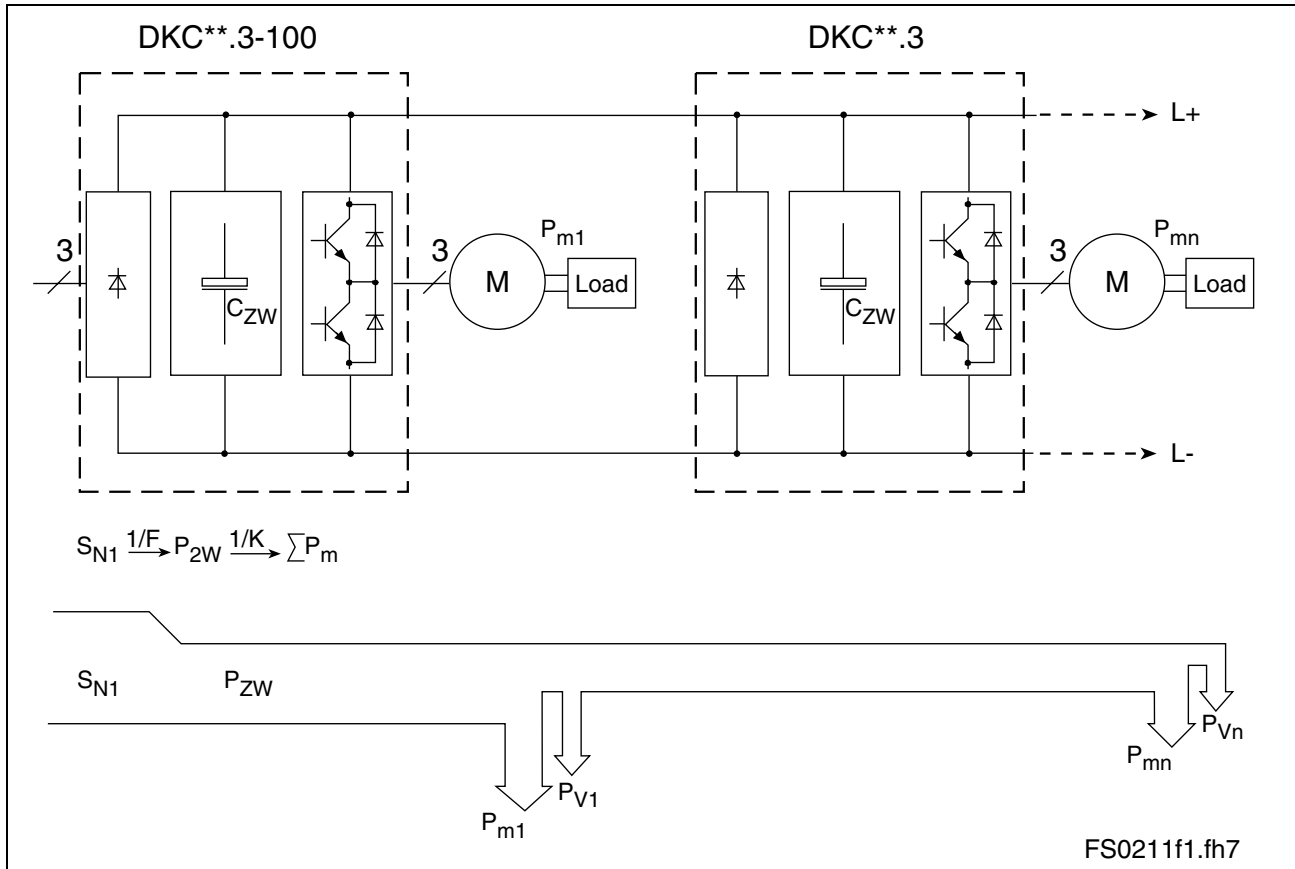 DKC**.3-100
DKC**.3
L+
3
C_ZW
3
M
P_m1
Load
C_ZW
3
M
P_mn
Load
L-
S_N1 1/F → P_2W 1/K → ∑P_m
S_N1
P_ZW
P_m1
P_V1
P_mn
P_Vn
FS0211f1.fh7